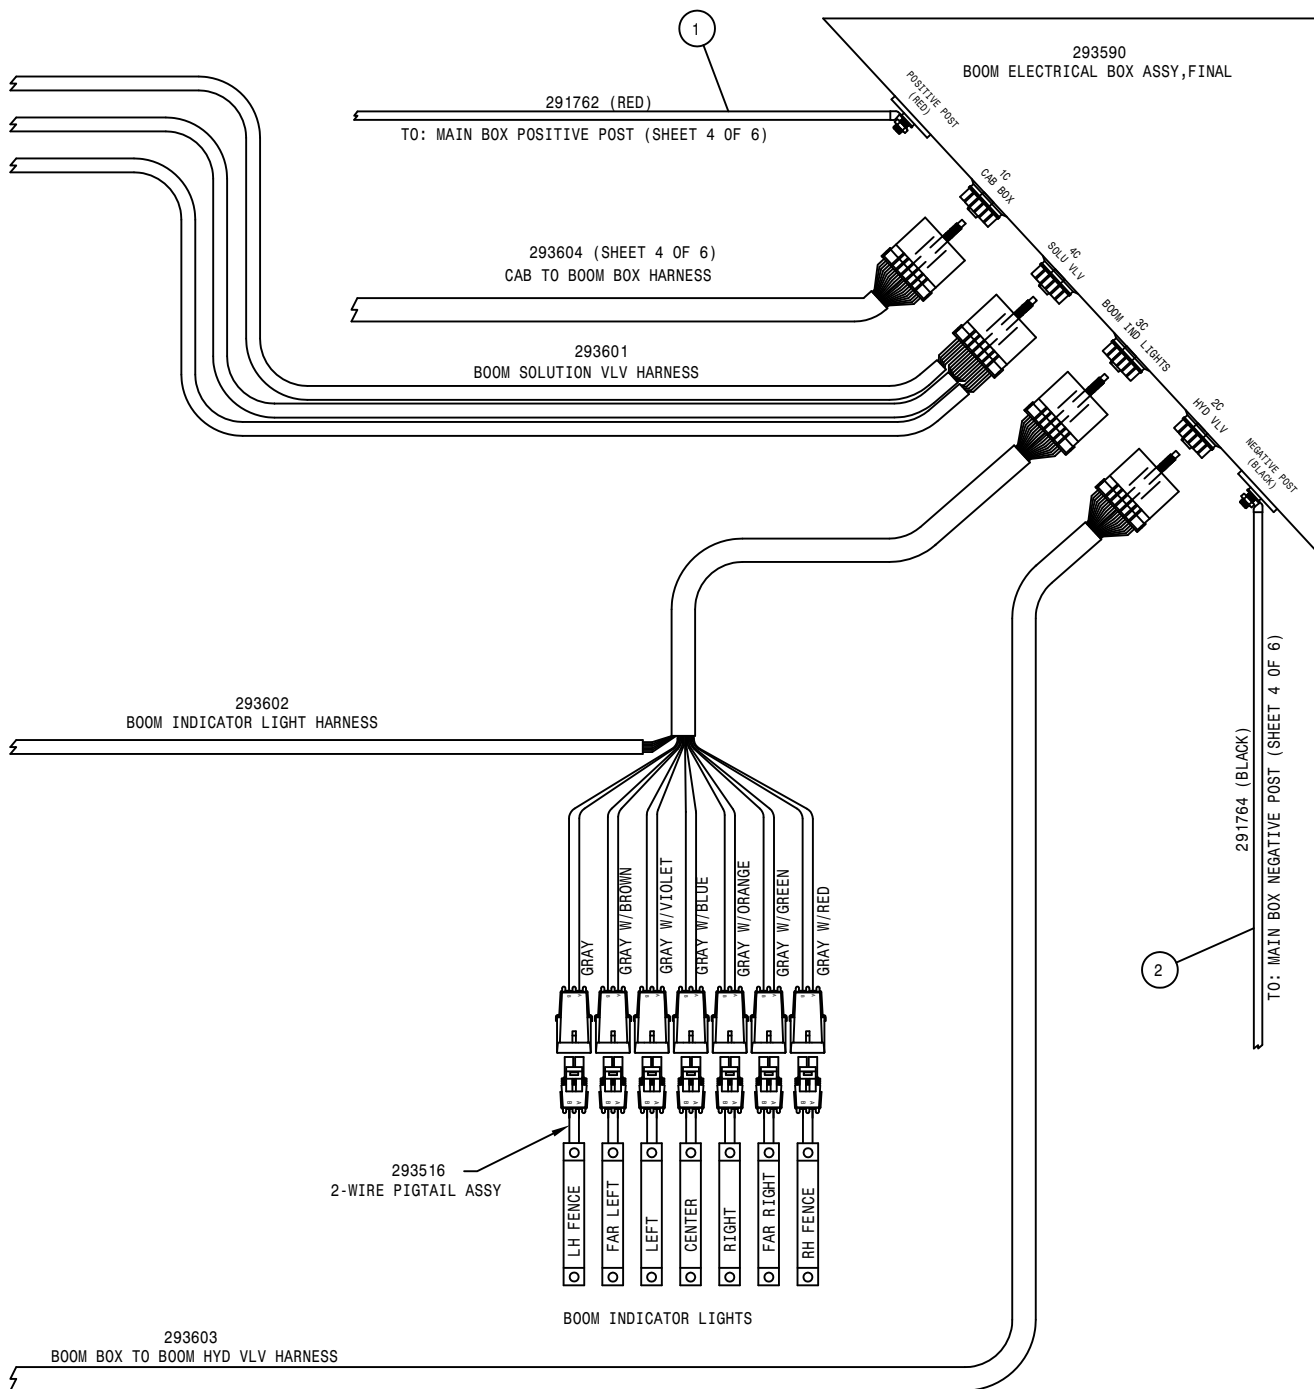 1
293590
BOOM ELECTRICAL BOX ASSY,FINAL
291762 (RED)
TO: MAIN BOX POSITIVE POST (SHEET 4 OF 6)
POSITIVE POST
(RED)
1C
CAB BOX
293604 (SHEET 4 OF 6)
CAB TO BOOM BOX HARNESS
4C
SOLU VLV
293601
BOOM SOLUTION VLV HARNESS
3C
BOOM IND LIGHTS
2C
HYD VLV
NEGATIVE POST
(BLACK)
293602
BOOM INDICATOR LIGHT HARNESS
291764 (BLACK)
TO: MAIN BOX NEGATIVE POST (SHEET 4 OF 6)
2
GRAY
GRAY W/BROWN
GRAY W/VIOLET
GRAY W/BLUE
GRAY W/ORANGE
GRAY W/GREEN
GRAY W/RED
B A
B A
B A
B A
B A
B A
B A
B A
B A
B A
B A
B A
B A
B A
293516
2-WIRE PIGTAIL ASSY
LH FENCE
FAR LEFT
LEFT
CENTER
RIGHT
FAR RIGHT
RH FENCE
BOOM INDICATOR LIGHTS
293603
BOOM BOX TO BOOM HYD VLV HARNESS